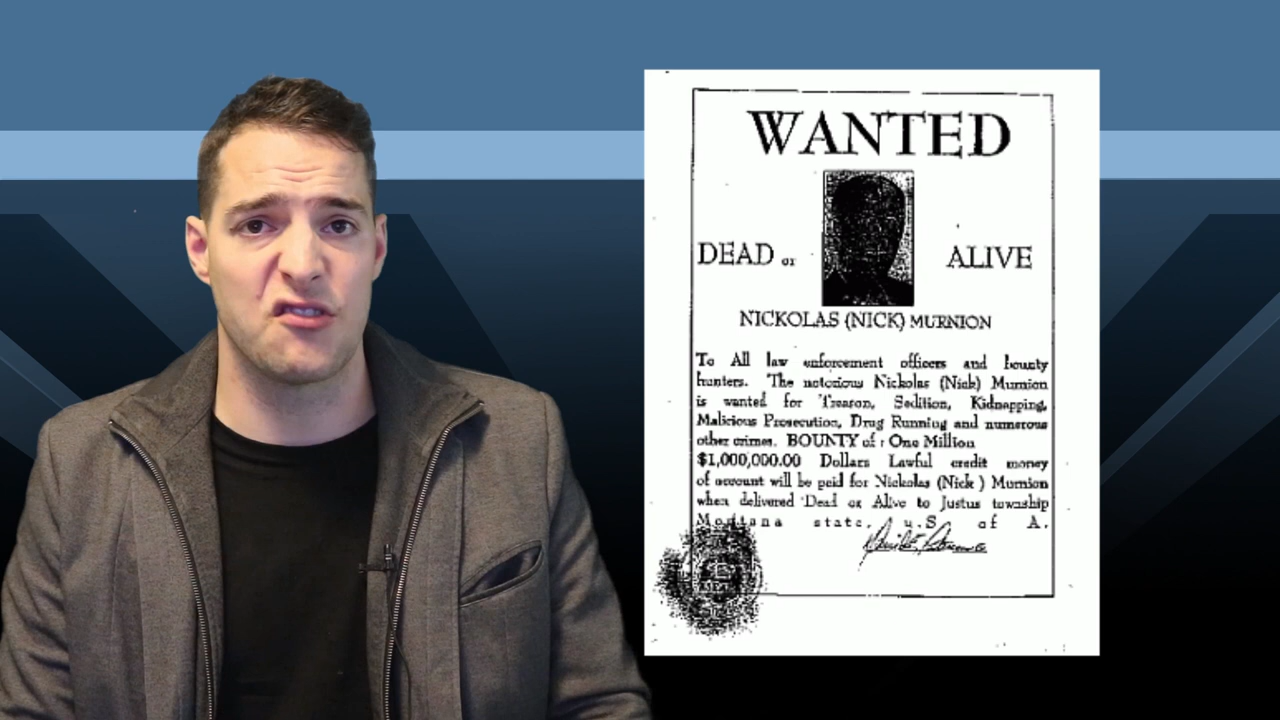 WANTED
DEAD or ALIVE
NICKOLAS (NICK) MURNION
To All law enforcement officers and bounty
hunters. The notorious Nickolas (Nick) Murnion
is wanted for Treason, Sedition, Kidnapping,
Malicious Prosecution, Drug Running and numerous
other crimes. BOUNTY of : One Million
$1,000,000.00 Dollars Lawful credit money
of account will be paid for Nickolas (Nick ) Murnion
when delivered Dead or Alive to Justus township
Montana state, u.S of A.